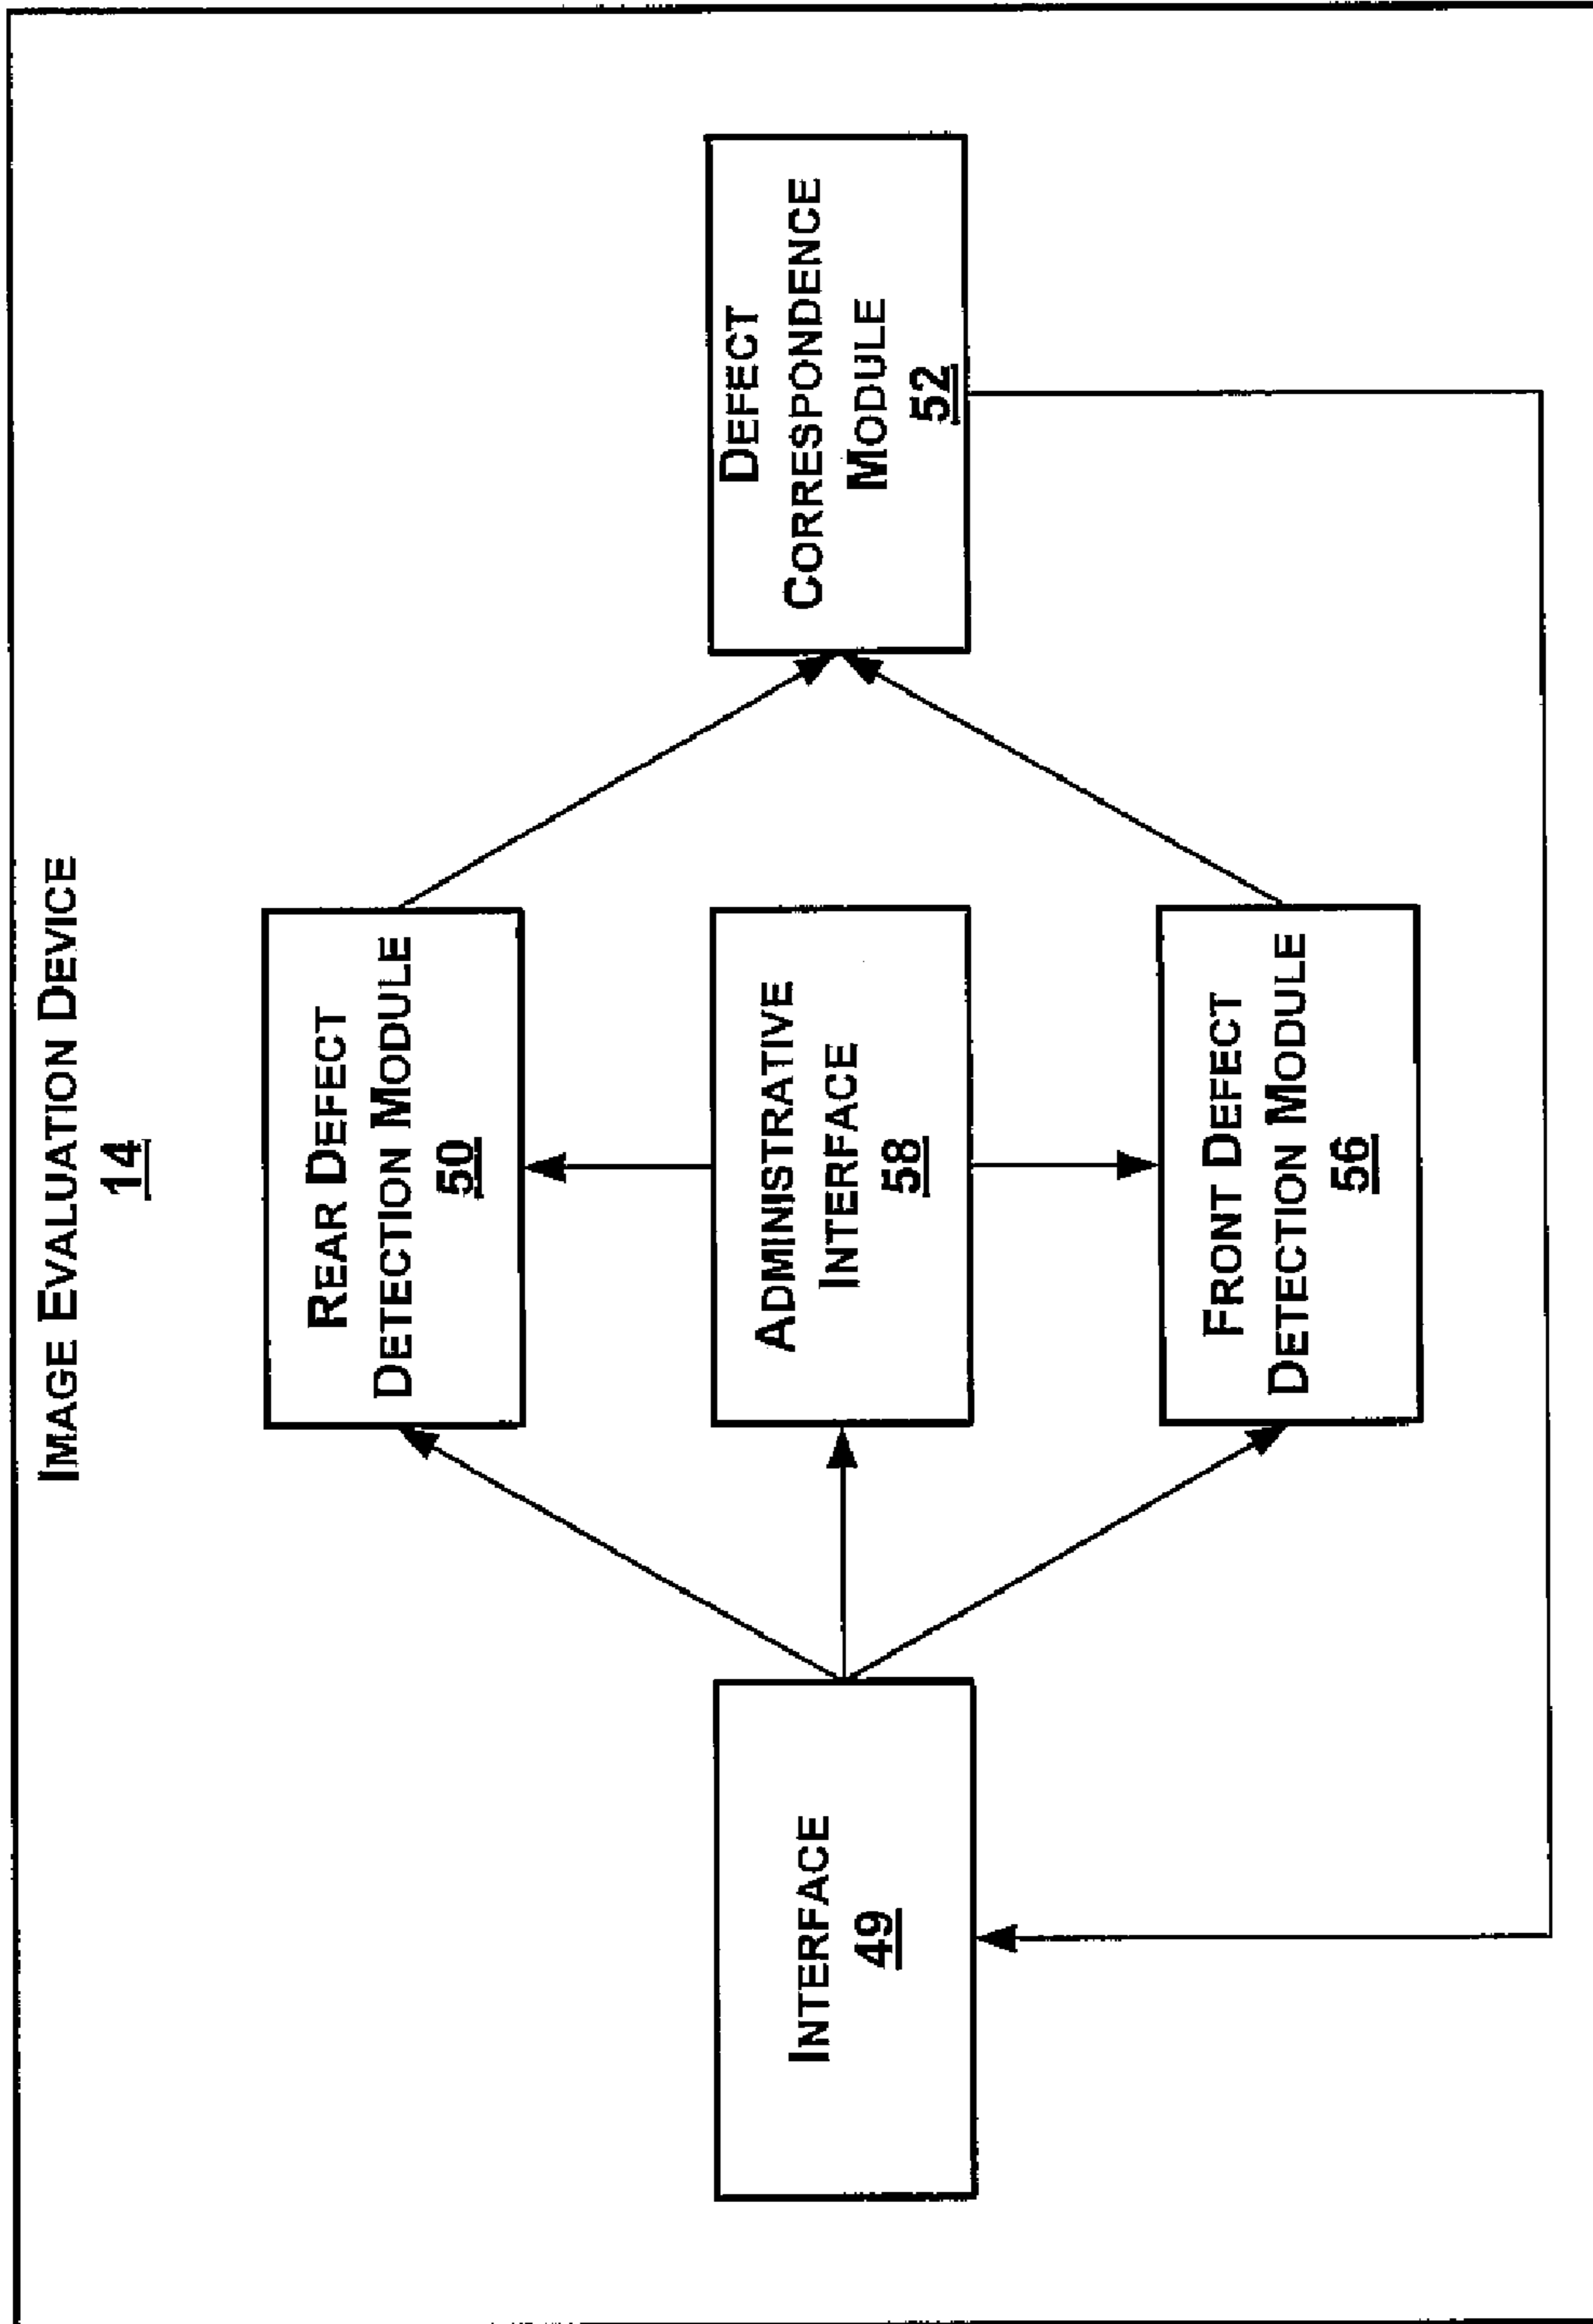 IMAGE EVALUATION DEVICE
14
REAR DEFECT
DETECTION MODULE
50
INTERFACE
49
ADMINISTRATIVE
INTERFACE
58
DEFECT
CORRESPONDENCE
MODULE
52
FRONT DEFECT
DETECTION MODULE
56